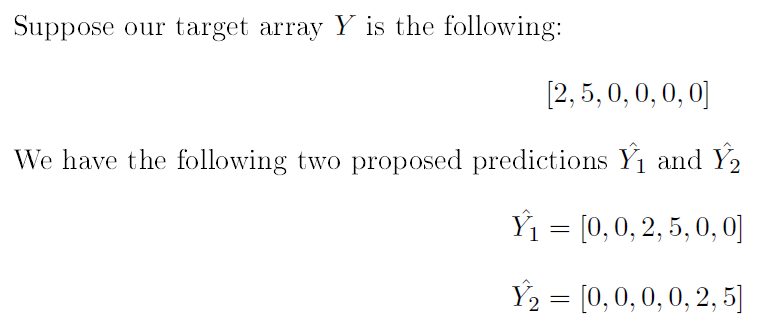 Suppose our target array Y is the following:
[2, 5, 0, 0, 0, 0]
We have the following two proposed predictions Ŷ₁ and Ŷ₂
Ŷ₁ = [0, 0, 2, 5, 0, 0]
Ŷ₂ = [0, 0, 0, 0, 2, 5]